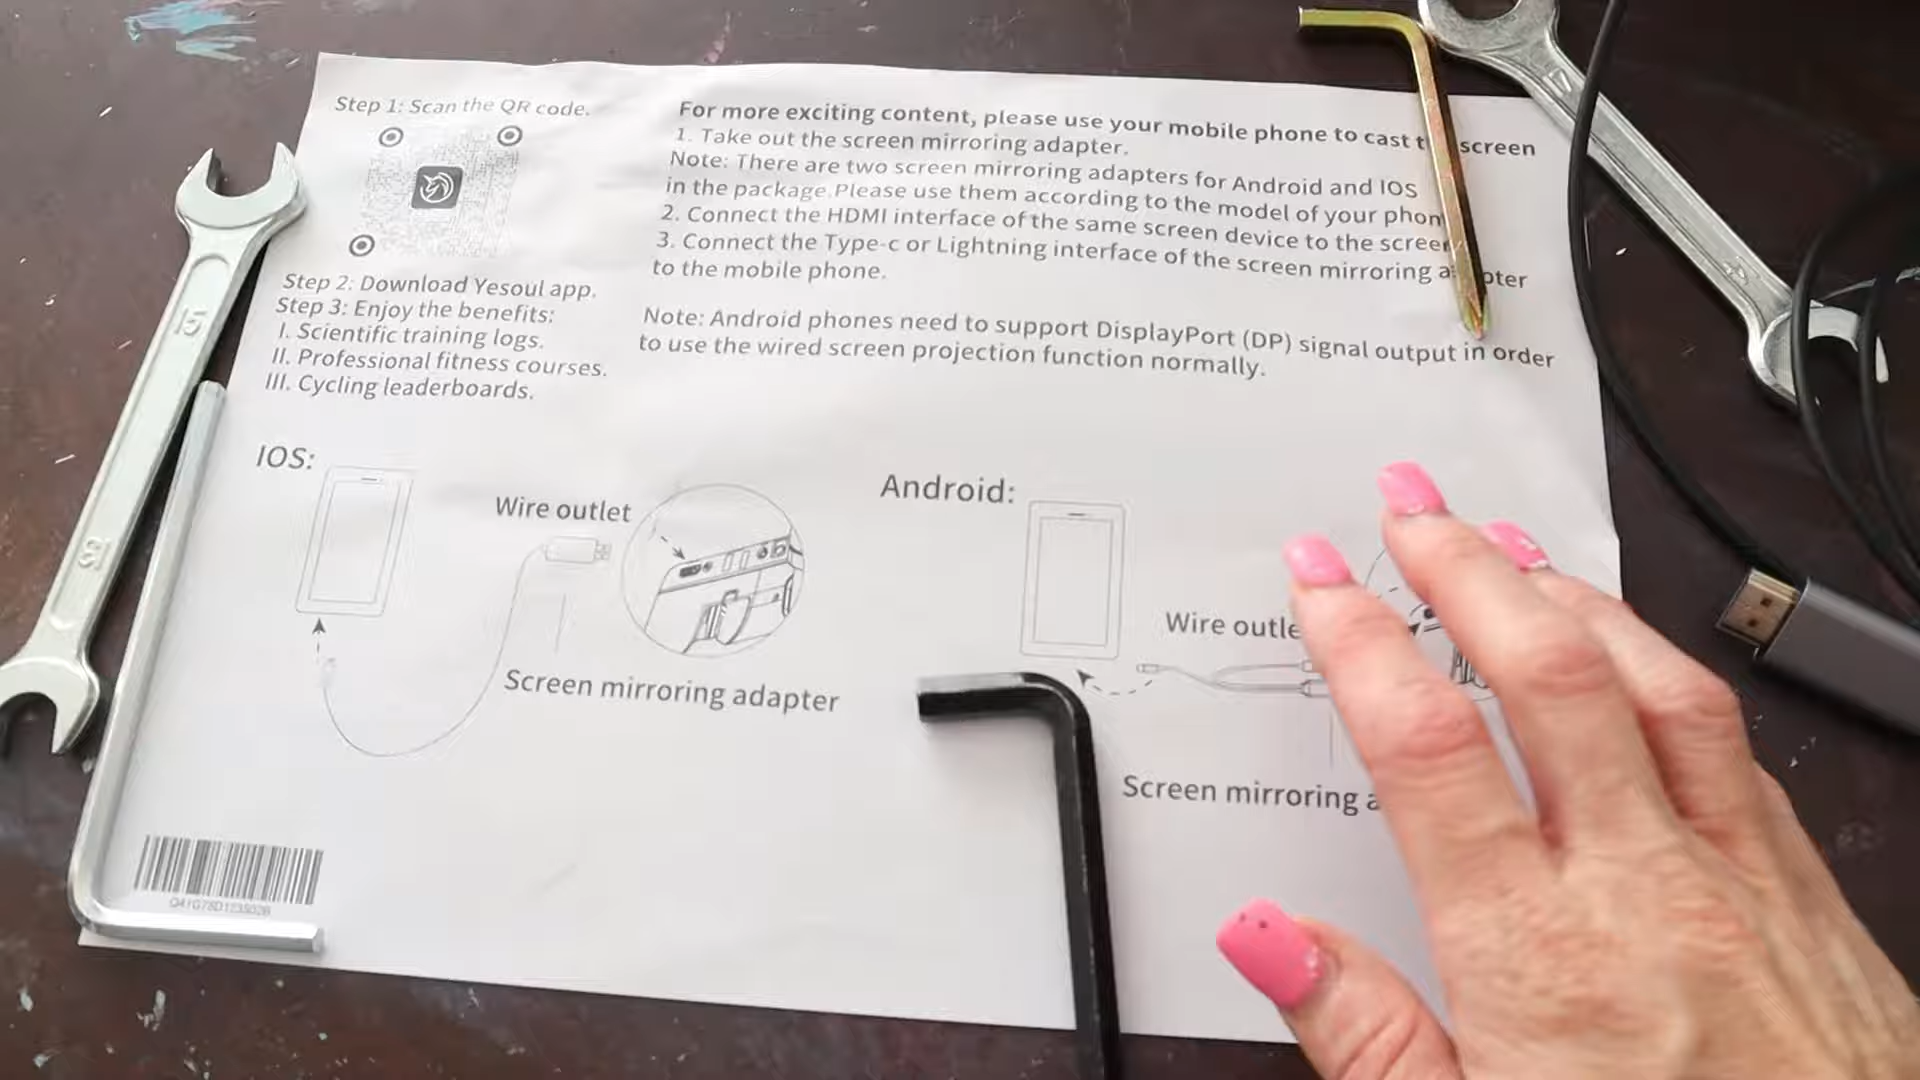 Step 1: Scan the QR code.
Step 2: Download Yesoul app.
Step 3: Enjoy the benefits:
I. Scientific training logs.
II. Professional fitness courses.
III. Cycling leaderboards.
For more exciting content, please use your mobile phone to cast screen
1. Take out the screen mirroring adapter.
Note: There are two screen mirroring adapters for Android and IOS
in the package.Please use them according to the model of your
2. Connect the HDMI interface of the same screen device to the
3. Connect the Type-c or Lightning interface of the screen mirroring
to the mobile phone.
Note: Android phones need to support DisplayPort (DP) signal output in order
to use the wired screen projection function normally.
IOS:
Wire outlet
Screen mirroring adapter
Android:
Wire
Screen mirroring
15